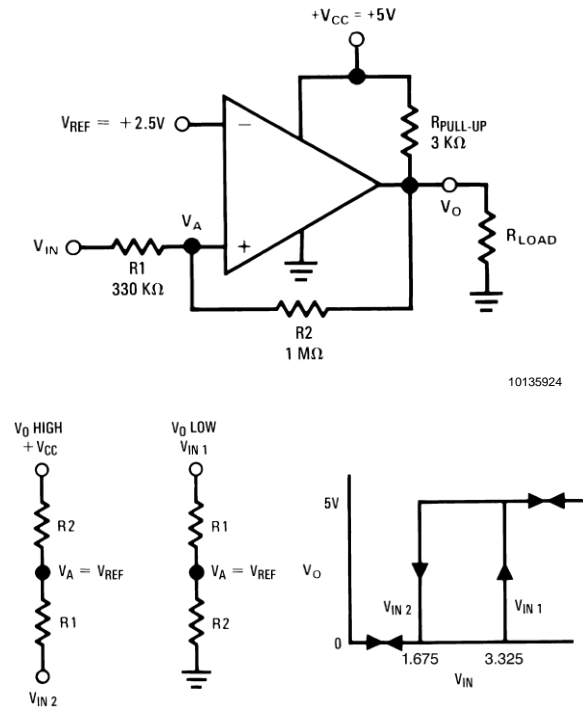 +VCC = +5V
VREF = +2.5V
RPULL-UP
3 KΩ
−
VA
VO
VIN
+
RLOAD
R1
330 KΩ
R2
1 MΩ
10135924
VO HIGH
+ VCC
R2
VA = VREF
R1
VIN 2
VO LOW
VIN 1
R1
VA = VREF
R2
5V
VO
VIN 2
VIN 1
0
1.675
3.325
VIN